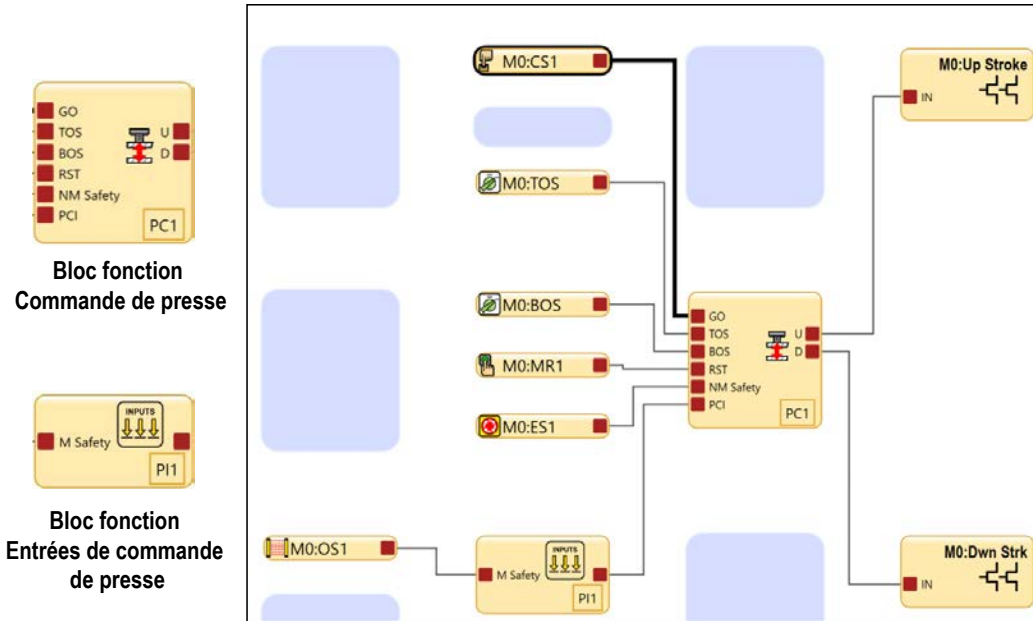 GO
TOS
BOS
RST
NM Safety
PCI
U
D
PC1
Bloc fonction
Commande de presse
M Safety
INPUTS
PI1
Bloc fonction
Entrées de commande
de presse
M0:CS1
M0:TOS
M0:BOS
M0:MR1
M0:ES1
M0:OS1
M Safety
INPUTS
PI1
GO
TOS
BOS
RST
NM Safety
PCI
U
D
PC1
M0:Up Stroke
IN
M0:Dwn Strk
IN